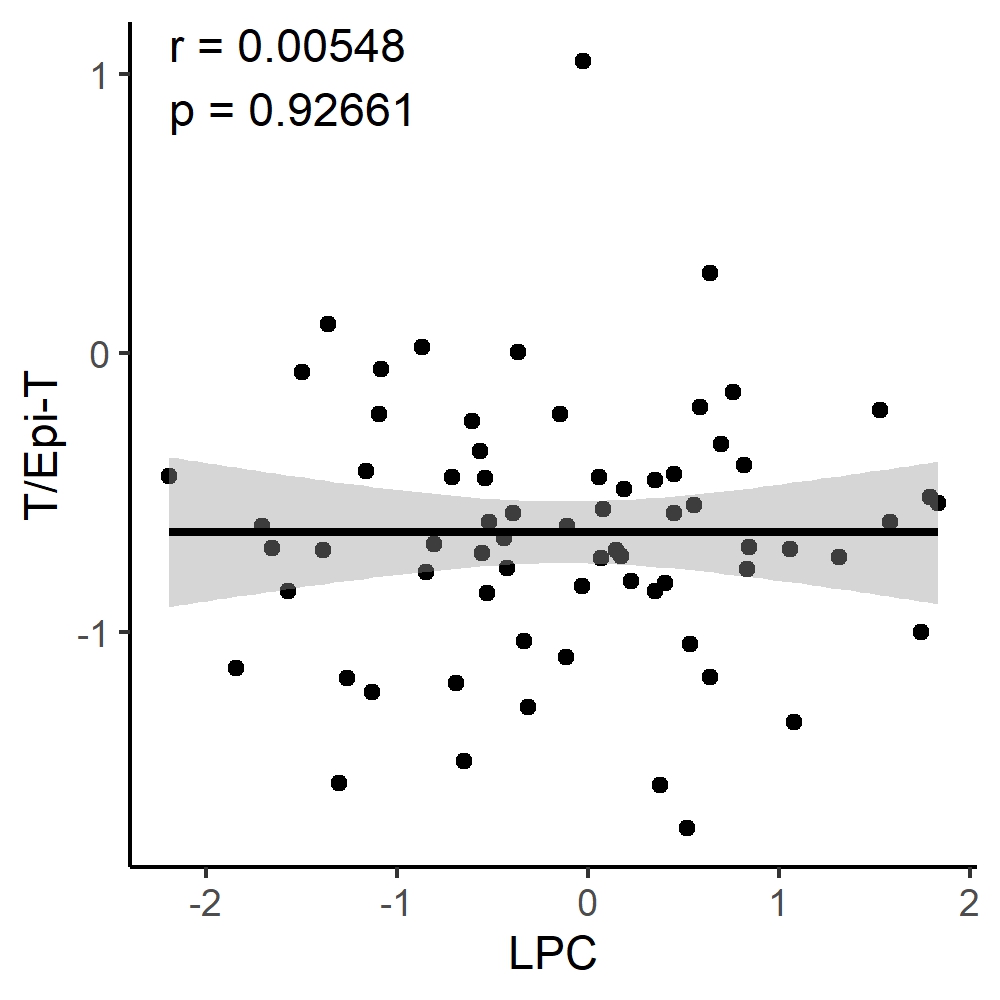 r = 0.00548
p = 0.92661
1
0
-1
T/Epi-T
-2 -1 0 1 2
LPC